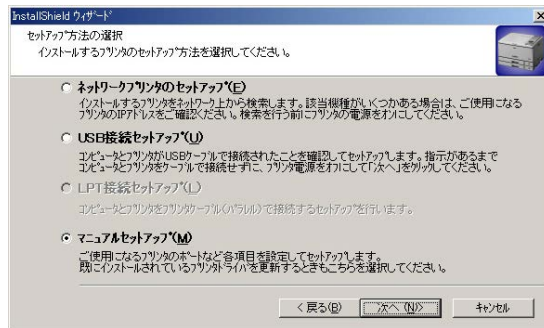 InstallShield ウィザード
セットアップ方法の選択
インストールするプリンタのセットアップ方法を選択してください。
ネットワークプリンタのセットアップ(E)
インストールするプリンタをネットワーク上から検索します。該当機種がいくつかある場合は、ご使用になる
プリンタのIPアドレスをご確認ください。検索を行う前にプリンタの電源をオンにしてください。
USB接続セットアップ(U)
コンピュータとプリンタがUSBケーブルで接続されたことを確認してセットアップします。指示があるまで
コンピュータとプリンタをケーブルで接続せずに、プリンタ電源をオフにして「次へ」をクリックしてください。
LPT接続セットアップ(L)
コンピュータとプリンタをプリンタケーブル(パラレル)で接続するセットアップを行います。
マニュアルセットアップ(M)
ご使用になるプリンタのポートなど各項目を設定してセットアップします。
既にインストールされているプリンタドライバを更新するときもこちらを選択してください。
< 戻る(B)
次へ(N)>
キャンセル